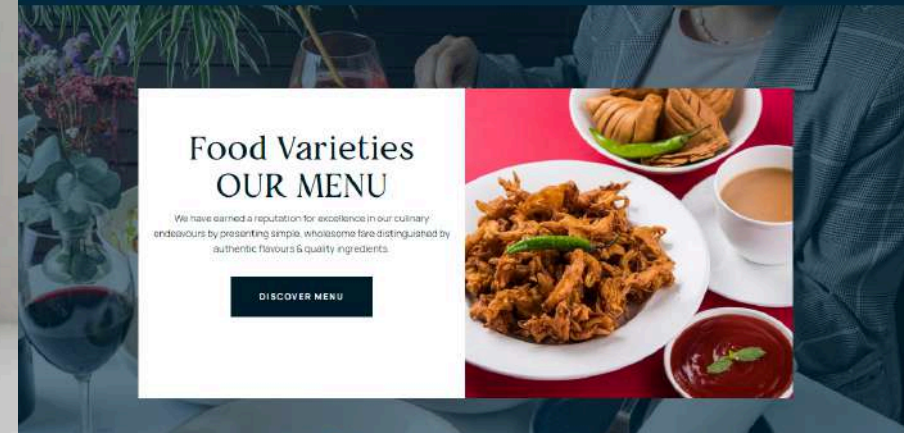 Food Varieties
OUR MENU
We have earned a reputation for excellence in our culinary
endeavours by presenting simple, wholesome fare distinguished by
authentic flavours & quality ingredients.
DISCOVER MENU